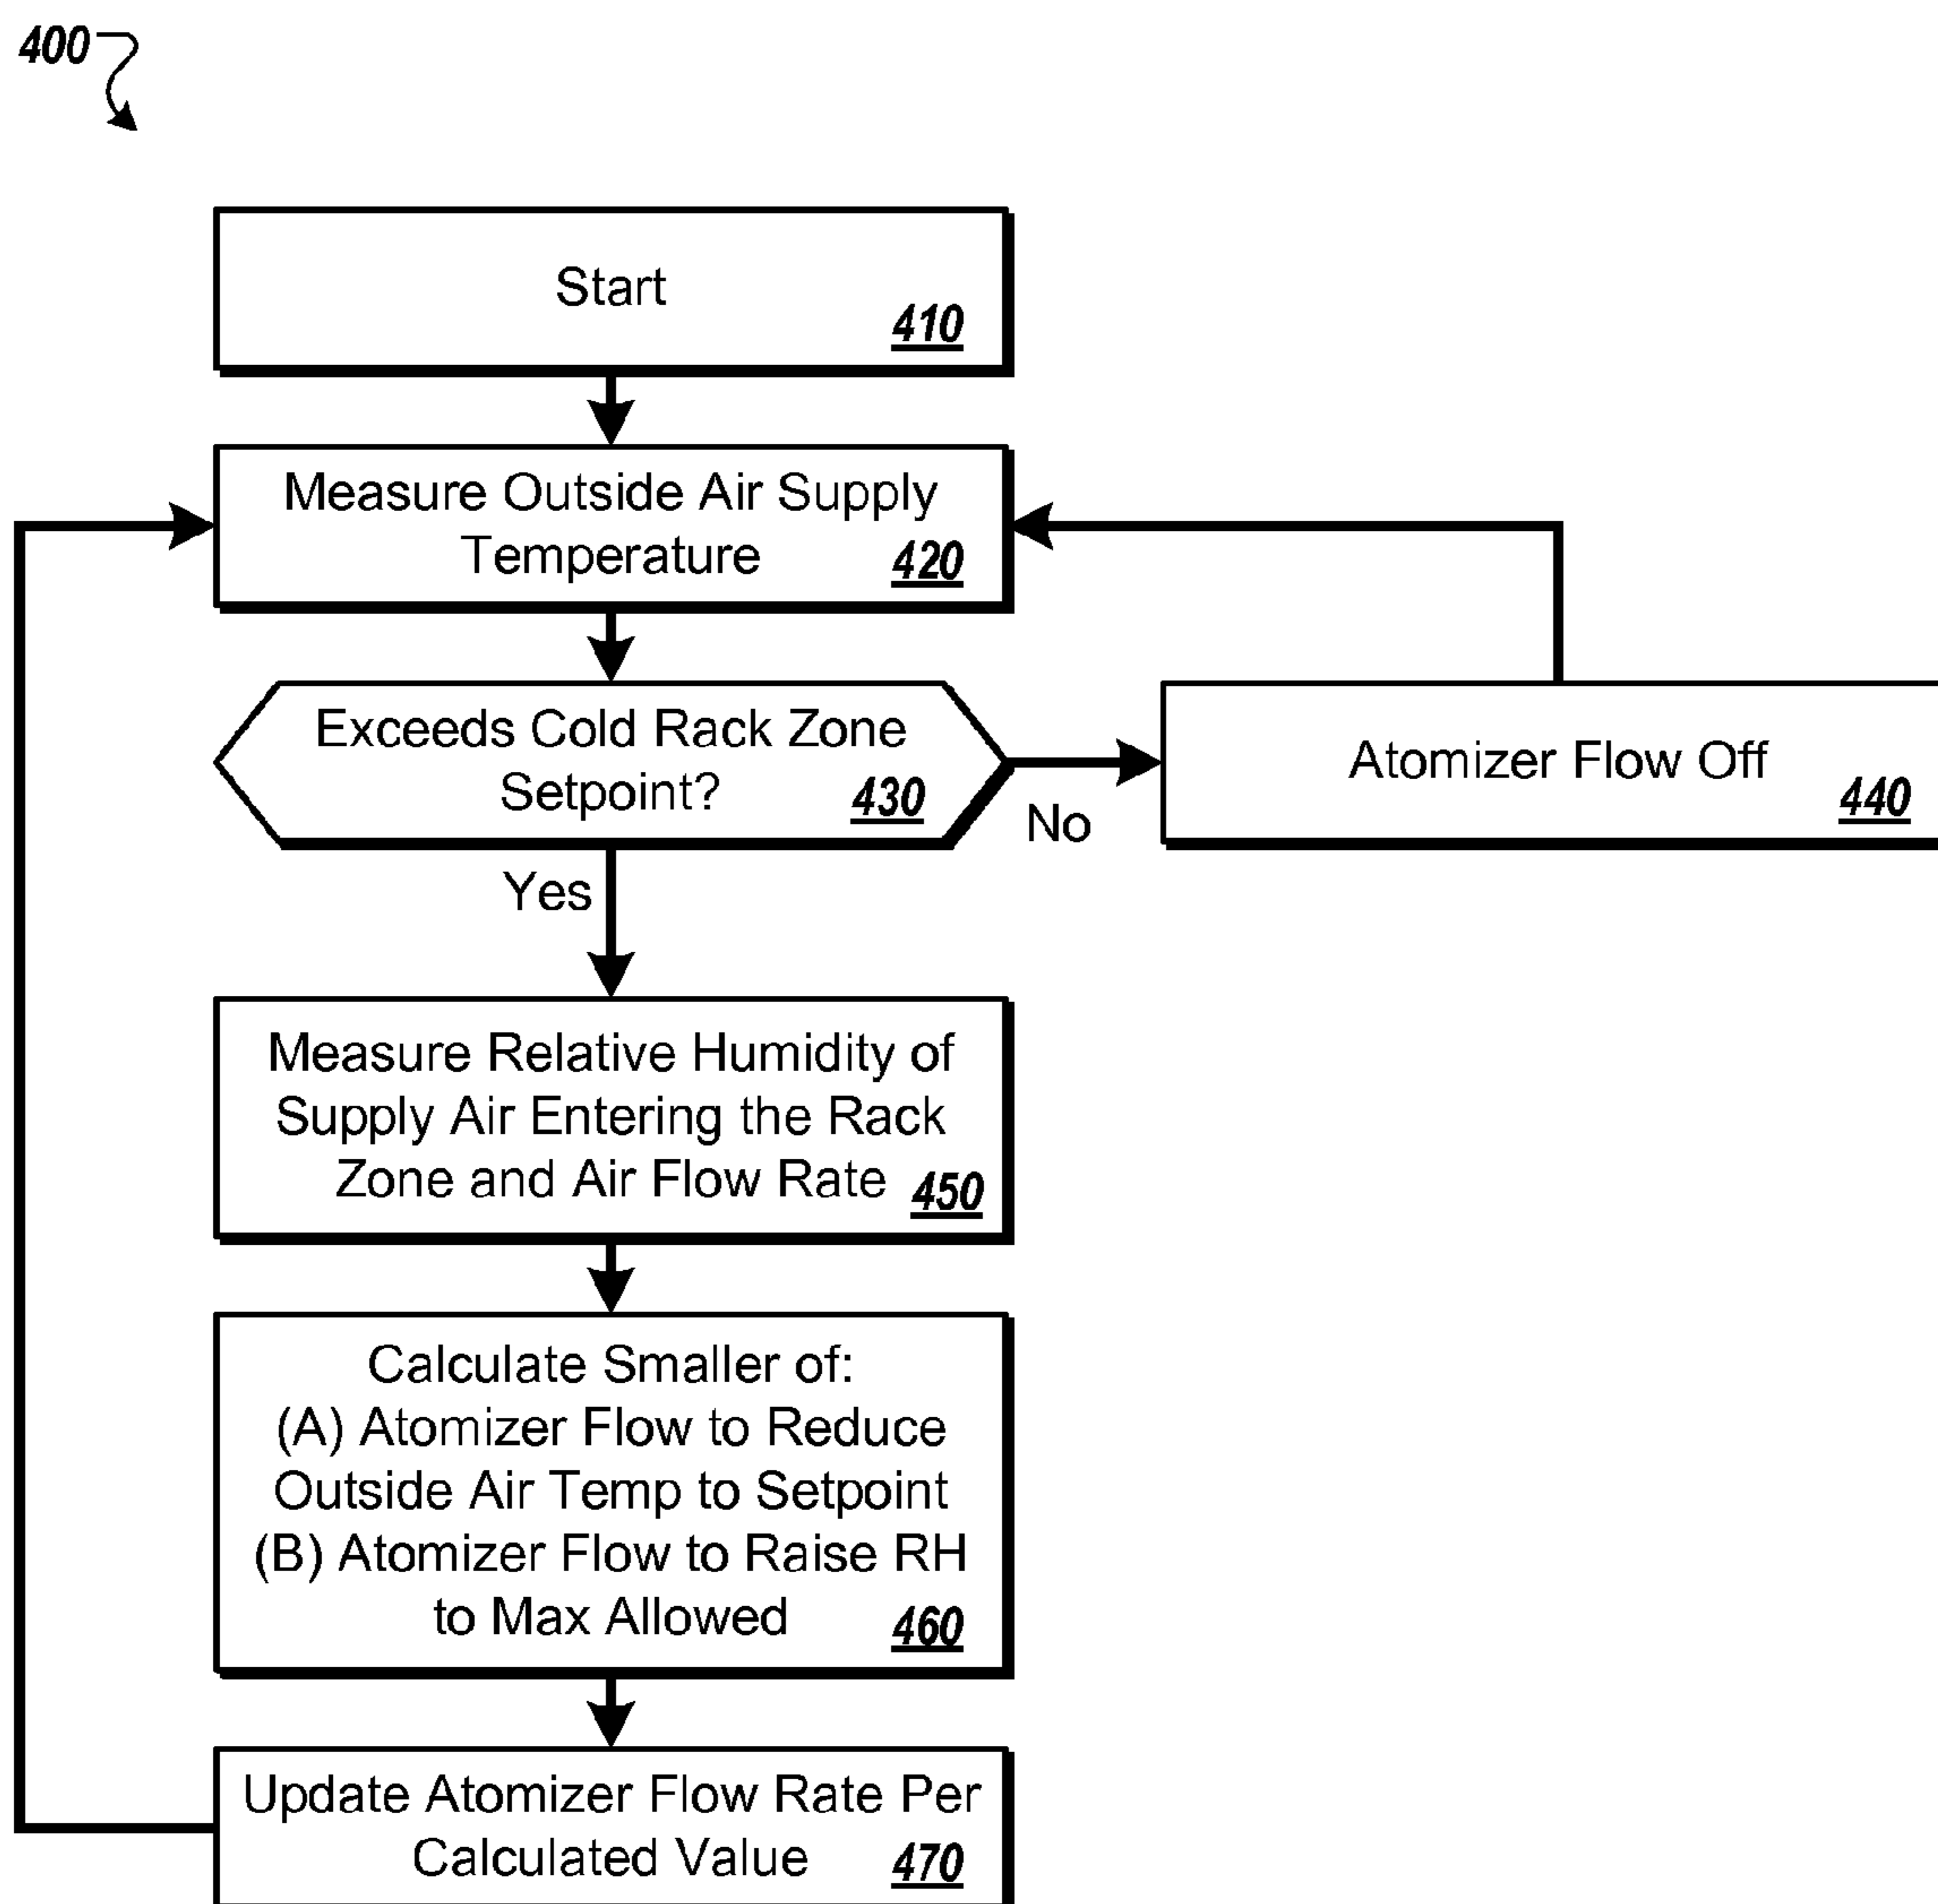 400
Start
410
Measure Outside Air Supply
Temperature
420
Exceeds Cold Rack Zone
Setpoint?
430
No
Atomizer Flow Off
440
Yes
Measure Relative Humidity of
Supply Air Entering the Rack
Zone and Air Flow Rate
450
Calculate Smaller of:
(A) Atomizer Flow to Reduce
Outside Air Temp to Setpoint
(B) Atomizer Flow to Raise RH
to Max Allowed
460
Update Atomizer Flow Rate Per
Calculated Value
470